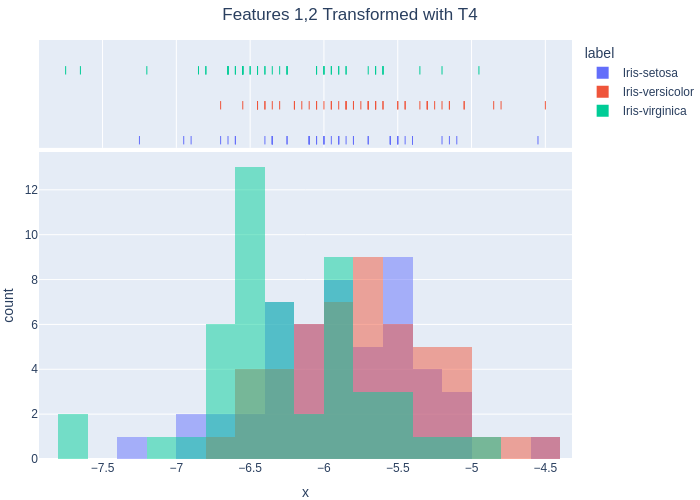 Features 1,2 Transformed with T4
label
Iris-setosa
Iris-versicolor
Iris-virginica
12
10
8
6
4
2
0
count
−7.5 −7 −6.5 −6 −5.5 −5 −4.5
x